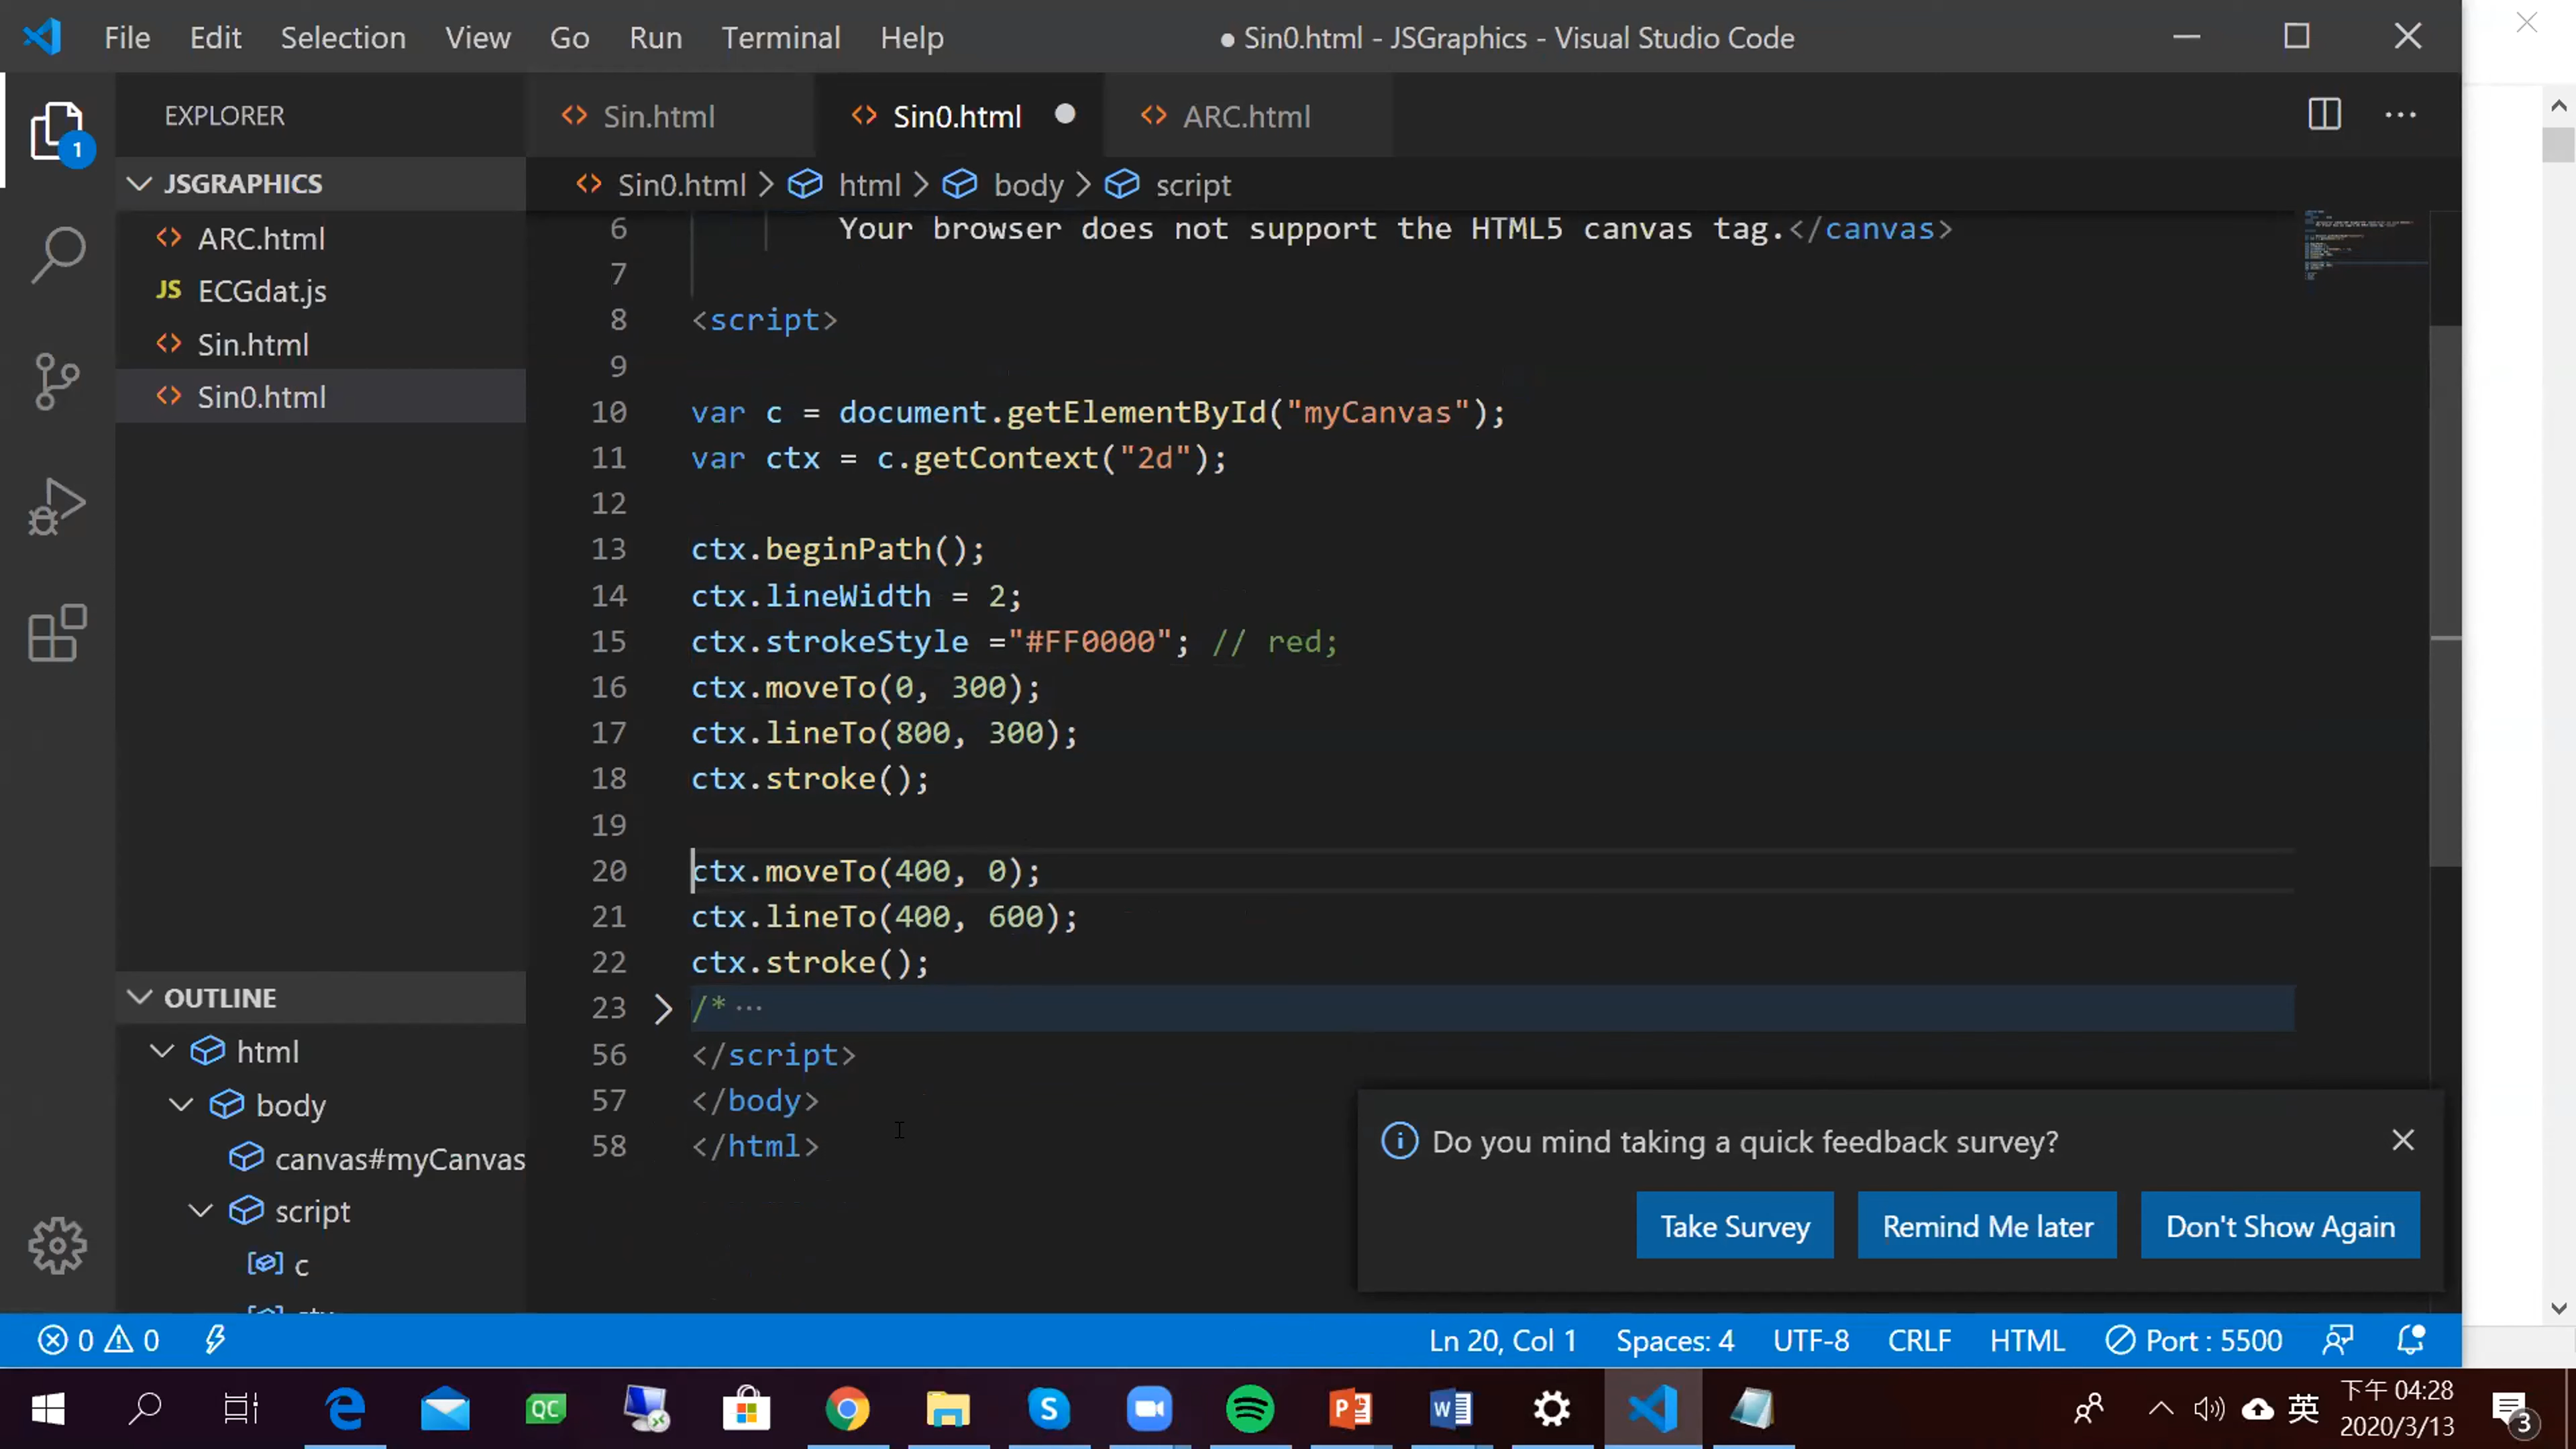 File Edit Selection View Go Run Terminal Help ● Sin0.html - JSGraphics - Visual Studio Code
EXPLORER
1
JSGRAPHICS
ARC.html
JS ECGdat.js
Sin.html
Sin0.html
OUTLINE
html
body
canvas#myCanvas
script
c
Sin.html Sin0.html ARC.html
Sin0.html > html > body > script
6 Your browser does not support the HTML5 canvas tag.</canvas>
7
8 <script>
9
10 var c = document.getElementById("myCanvas");
11 var ctx = c.getContext("2d");
12
13 ctx.beginPath();
14 ctx.lineWidth = 2;
15 ctx.strokeStyle ="#FF0000"; // red;
16 ctx.moveTo(0, 300);
17 ctx.lineTo(800, 300);
18 ctx.stroke();
19
20 ctx.moveTo(400, 0);
21 ctx.lineTo(400, 600);
22 ctx.stroke();
23 /* ···
56 </script>
57 </body>
58 </html>
Do you mind taking a quick feedback survey?
Take Survey Remind Me later Don't Show Again
0 0 Ln 20, Col 1 Spaces: 4 UTF-8 CRLF HTML Port : 5500
QC S P W 英 下午 04:28
2020/3/13
3